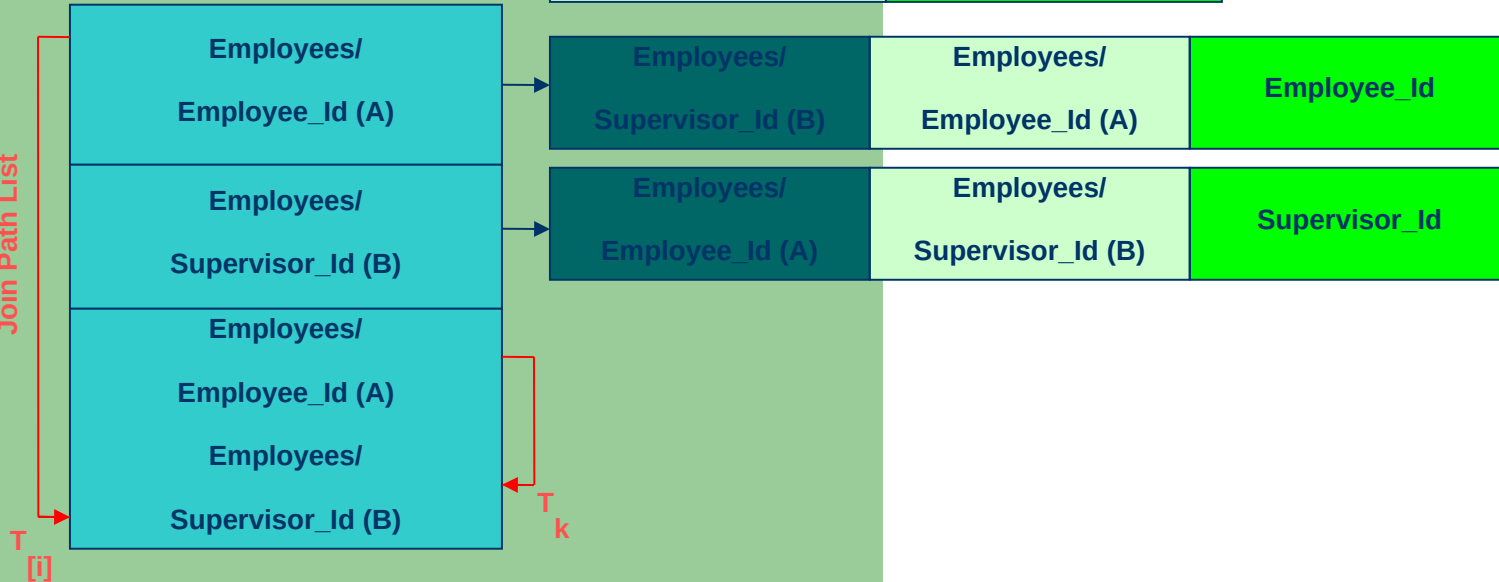 Join Path List
Employees/
Employee_Id (A)
Employees/
Supervisor_Id (B)
Employees/
Employee_Id (A)
Employee_Id
Employees/
Supervisor_Id (B)
Employees/
Employee_Id (A)
Employees/
Supervisor_Id (B)
Supervisor_Id
Employees/
Employee_Id (A)
Employees/
Supervisor_Id (B)
T
k
T
[i]